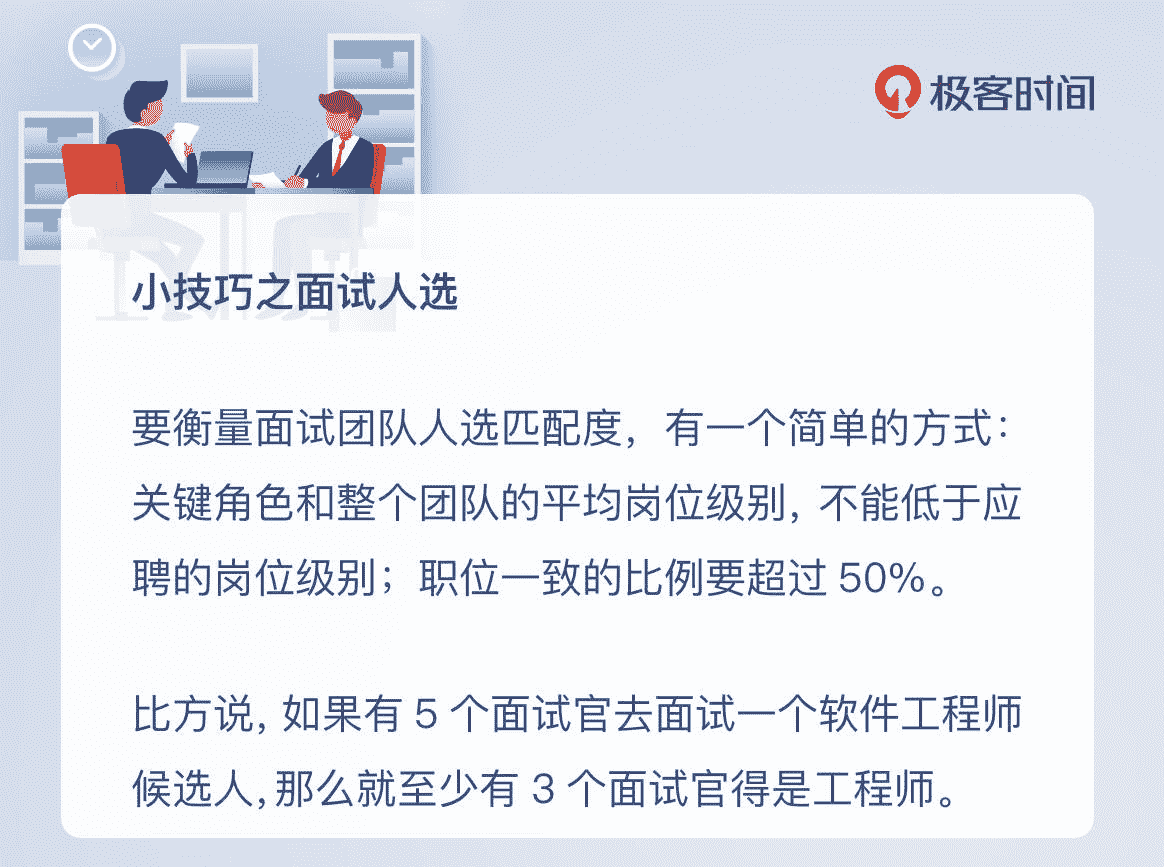 极客时间
小技巧之面试人选
要衡量面试团队人选匹配度，有一个简单的方式：
关键角色和整个团队的平均岗位级别，不能低于应
聘的岗位级别；职位一致的比例要超过 50%。
比方说，如果有 5 个面试官去面试一个软件工程师
候选人，那么就至少有 3 个面试官得是工程师。